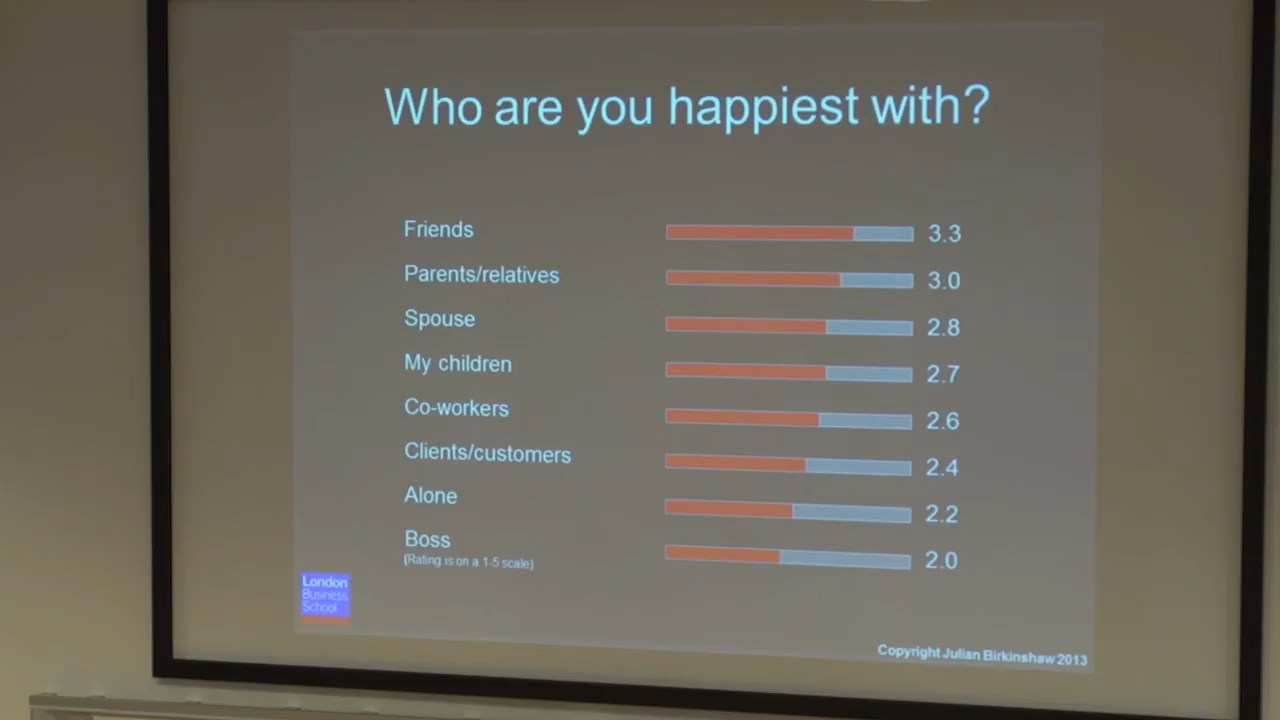 Who are you happiest with?
Friends 3.3
Parents/relatives 3.0
Spouse 2.8
My children 2.7
Co-workers 2.6
Clients/customers 2.4
Alone 2.2
Boss 2.0
(Rating is on a 1-5 scale)
London
Business
School
Copyright Julian Birkinshaw 2013